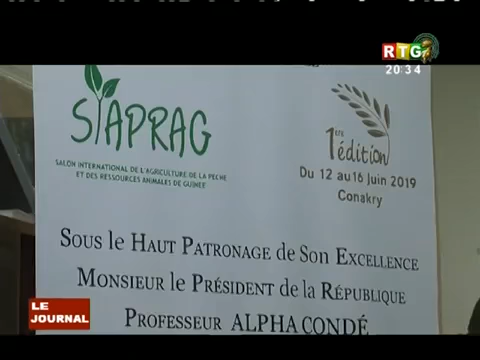 RTG
20:34
SIAPRAG
SALON INTERNATIONAL DE L'AGRICULTURE DE LA PECHE
ET DES RESSOURCES ANIMALES DE GUINEE
1ere édition
Du 12 au 16 Juin 2019
Conakry
SOUS le HAUT PATRONAGE de SON EXCELLENCE
MONSIEUR le PRÉSIDENT de la RÉPUBLIQUE
PROFESSEUR ALPHA CONDÉ
LE
JOURNAL